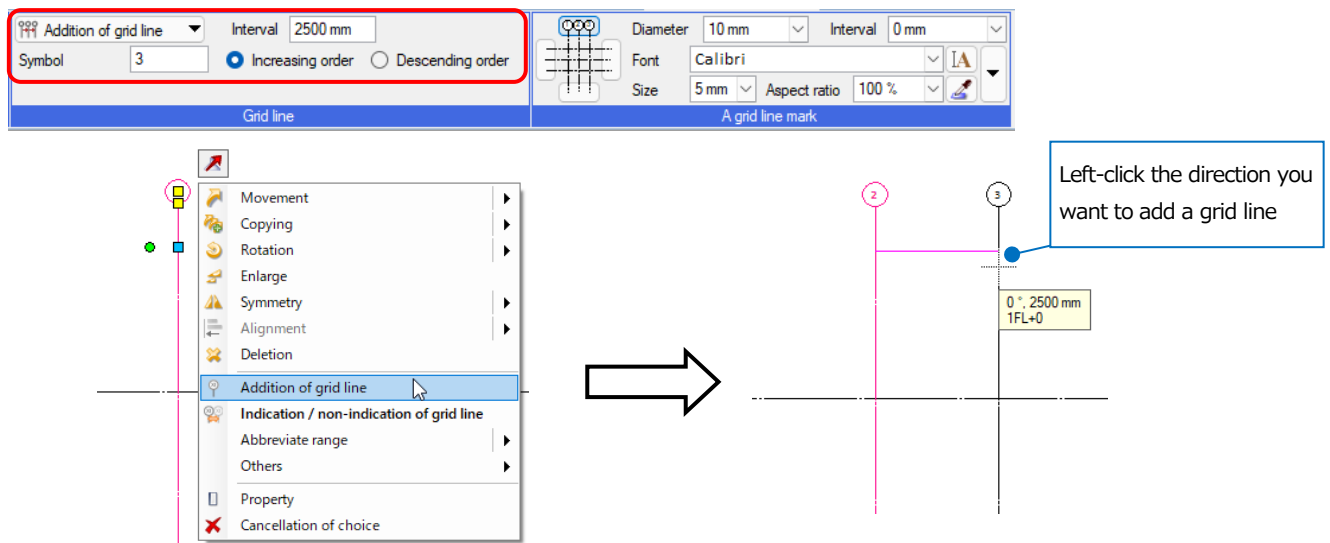 Addition of grid line Interval 2500 mm
Symbol 3 Increasing order Descending order
Grid line
Diameter 10 mm Interval 0 mm
Font Calibri A
Size 5 mm Aspect ratio 100 %
A grid line mark
Movement
Copying
Rotation
Enlarge
Symmetry
Alignment
Deletion
Addition of grid line
Indication / non-indication of grid line
Abbreviate range
Others
Property
Cancellation of choice
2 3
Left-click the direction you
want to add a grid line
0 °, 2500 mm
1FL+0